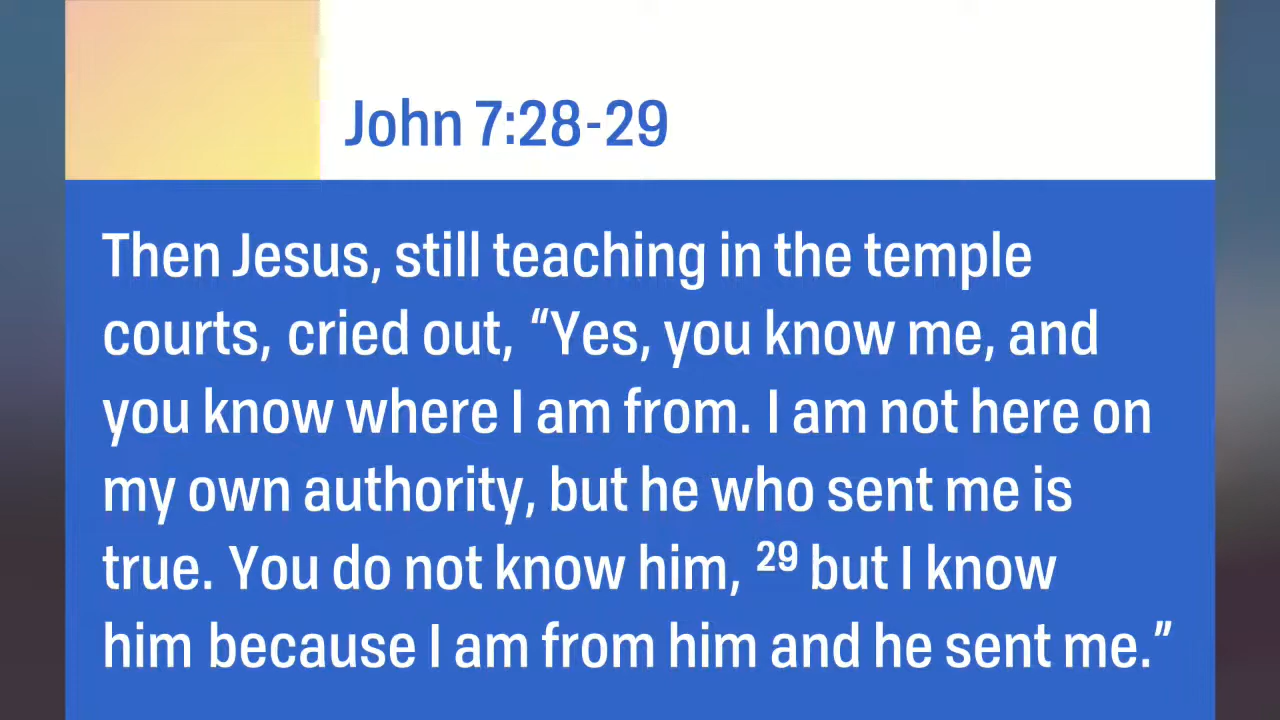 John 7:28-29
Then Jesus, still teaching in the temple
courts, cried out, “Yes, you know me, and
you know where I am from. I am not here on
my own authority, but he who sent me is
true. You do not know him, 29 but I know
him because I am from him and he sent me.”